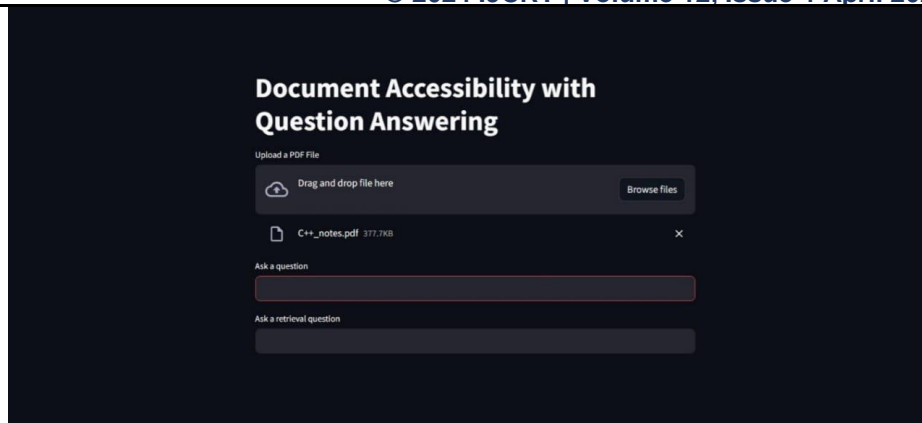 Document Accessibility with
Question Answering
Upload a PDF File
Drag and drop file here
Browse files
C++_notes.pdf 377.7KB
Ask a question
Ask a retrieval question